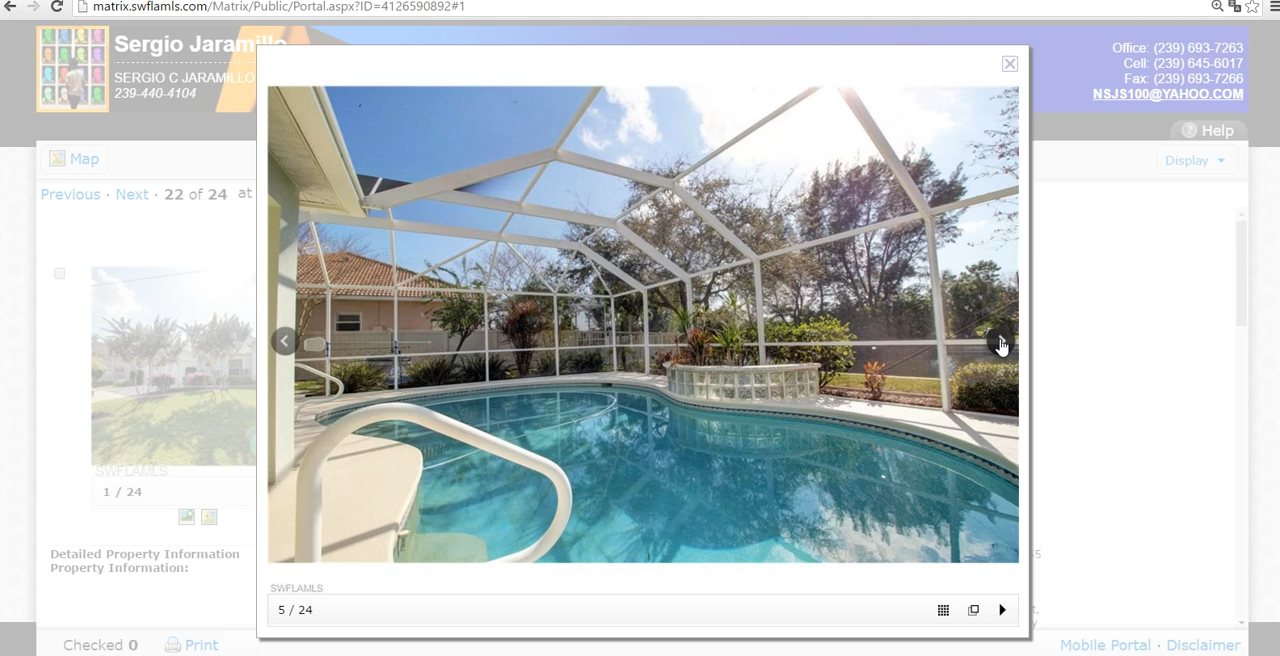 matrix.swflamls.com/Matrix/Public/Portal.aspx?ID=4126590892#1
Sergio Jaramillo
SERGIO C JARAMILLO
239-440-4104
Office: (239) 693-7263
Cell: (239) 645-6017
Fax: (239) 693-7266
NSJS100@YAHOO.COM
Help
Map
Display
Previous · Next · 22 of 24 at
SWFLAMLS
1 / 24
Detailed Property Information
Property Information:
SWFLAMLS
5 / 24
Checked 0 Print
Mobile Portal · Disclaimer